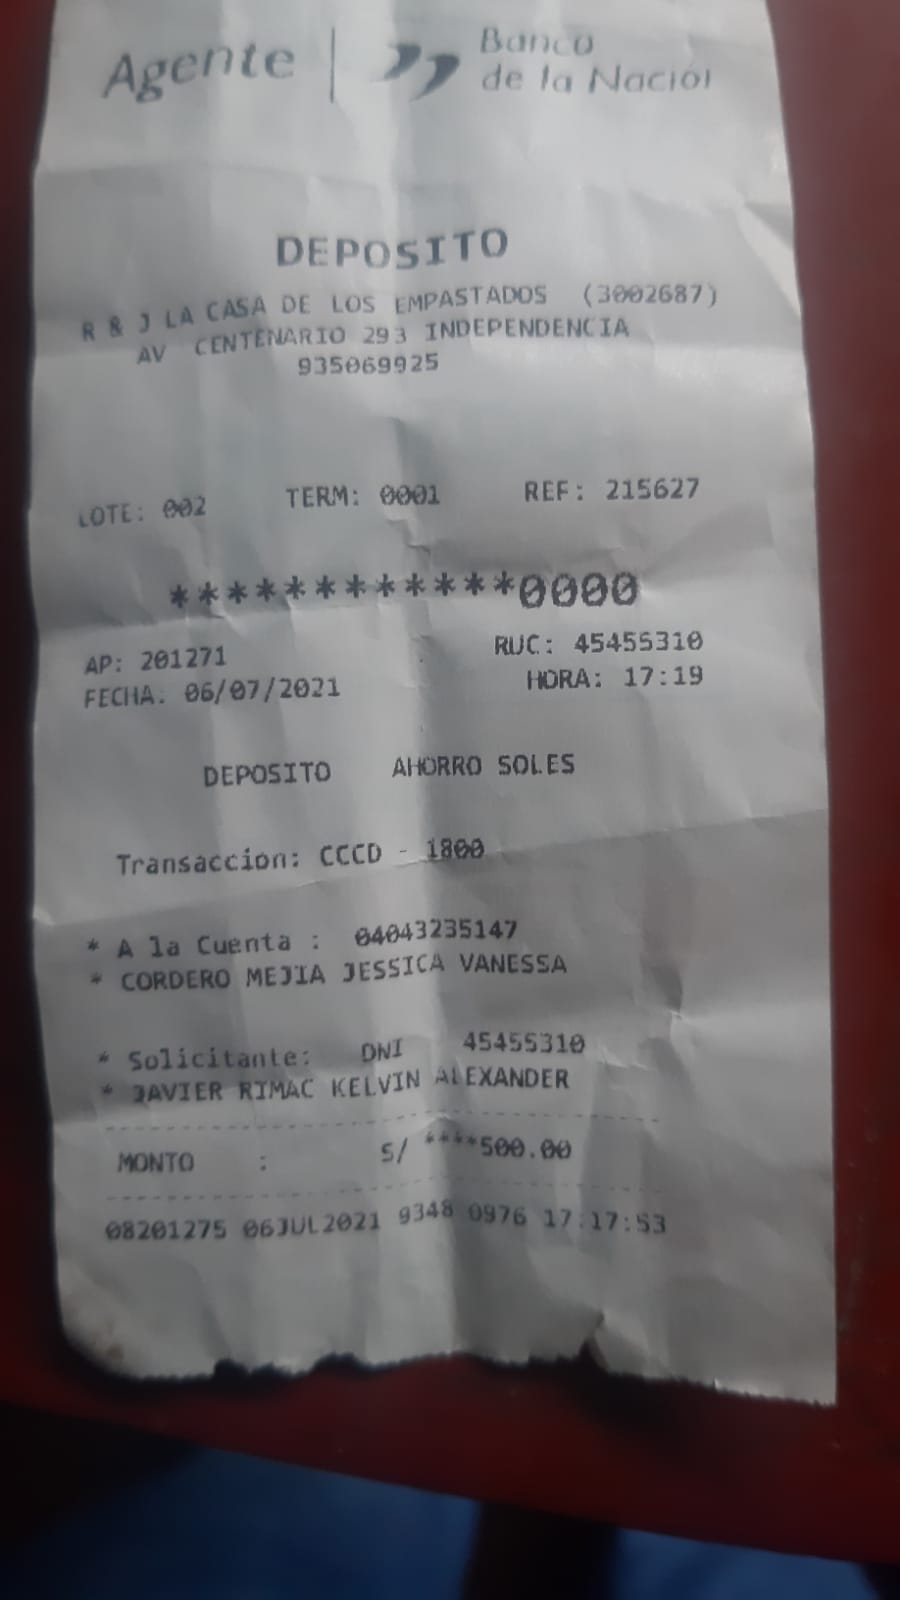 Agente | Banco
de la Nación
DEPOSITO
R & J LA CASA DE LOS EMPASTADOS (3002687)
AV CENTENARIO 293 INDEPENDENCIA
935069925
LOTE: 002 TERM: 0001 REF: 215627
************0000
AP: 201271 RUC: 45455310
FECHA: 06/07/2021 HORA: 17:19
DEPOSITO AHORRO SOLES
Transaccion: CCCD - 1800
* A la Cuenta : 04043235147
* CORDERO MEJIA JESSICA VANESSA
* Solicitante: DNI 45455310
* JAVIER RIMAC KELVIN ALEXANDER
MONTO : S/ ****500.00
08201275 06JUL2021 9348 0976 17:17:53